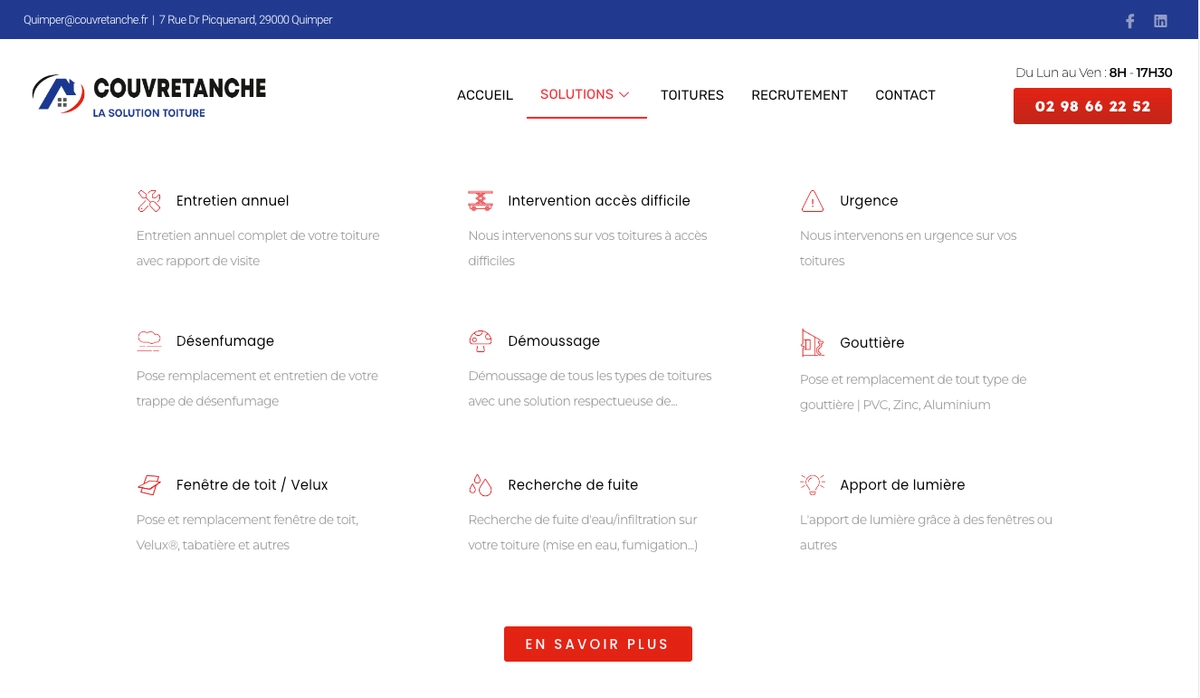 Quimper@couvretanche.fr | 7 Rue Dr Picquenard, 29000 Quimper
COUVRETANCHE
LA SOLUTION TOITURE
ACCUEIL SOLUTIONS TOITURES RECRUTEMENT CONTACT
Du Lun au Ven : 8H - 17H30
02 98 66 22 52
Entretien annuel
Entretien annuel complet de votre toiture
avec rapport de visite
Intervention accès difficile
Nous intervenons sur vos toitures à accès
difficiles
Urgence
Nous intervenons en urgence sur vos
toitures
Désenfumage
Pose remplacement et entretien de votre
trappe de désenfumage
Démoussage
Démoussage de tous les types de toitures
avec une solution respectueuse de...
Gouttière
Pose et remplacement de tout type de
gouttière | PVC, Zinc, Aluminium
Fenêtre de toit / Velux
Pose et remplacement fenêtre de toit,
Velux®, tabatière et autres
Recherche de fuite
Recherche de fuite d'eau/infiltration sur
votre toiture (mise en eau, fumigation...)
Apport de lumière
L'apport de lumière grâce à des fenêtres ou
autres
EN SAVOIR PLUS